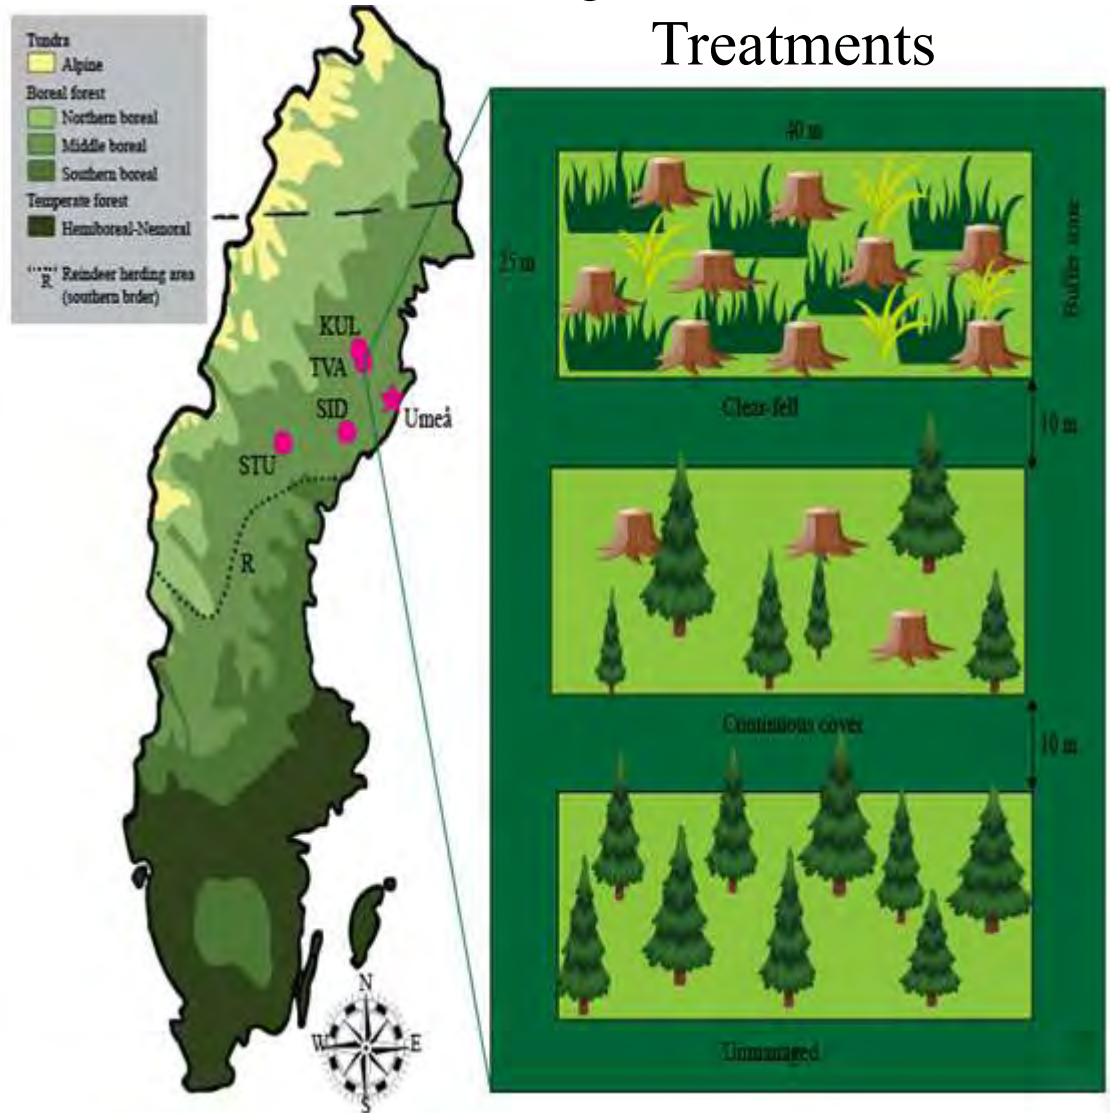 Treatments
Tundra
Alpine
Boreal forest
Northern boreal
Middle boreal
Southern boreal
Temperate forest
Hemiboreal-Nemoral
R
Reindeer herding area
(southern brder)
KUL
TVA
SID
Umeå
STU
R
N
W
E
S
40 m
25 m
Buffer zone
Clear-fell
10 m
Continuous cover
10 m
Unmanaged